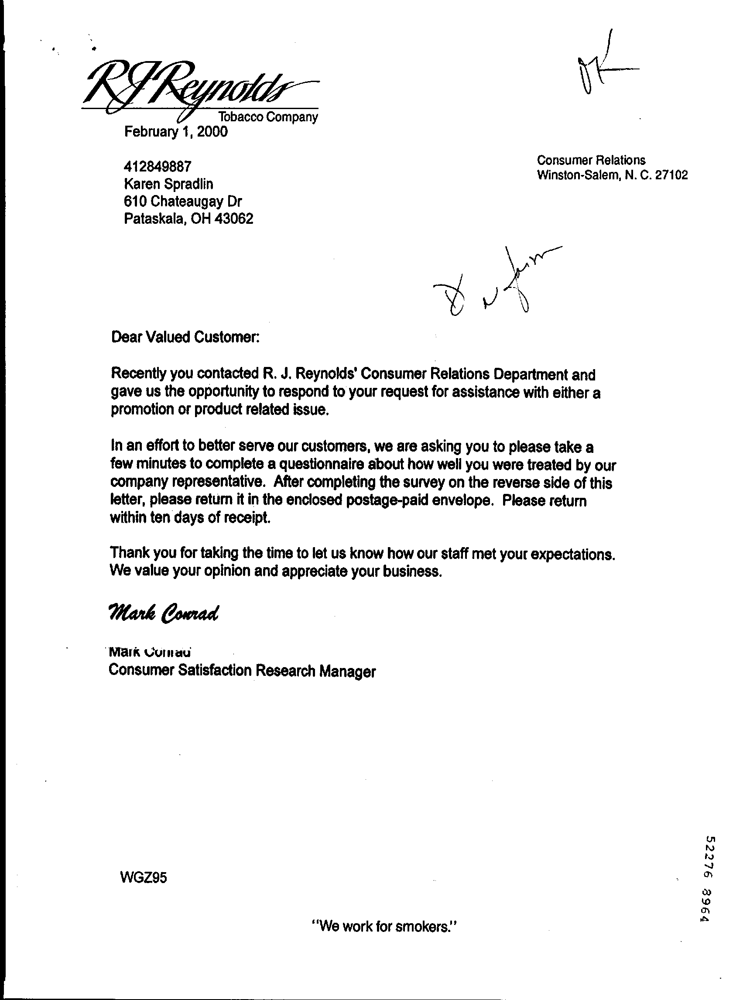 OK
RJReynolds
Tobacco Company
February 1, 2000
Consumer Relations
Winston-Salem, N. C. 27102
412849887
Karen Spradlin
610 Chateaugay Dr
Pataskala, OH 43062
Dear Valued Customer:
Recently you contacted R. J. Reynolds' Consumer Relations Department and
gave us the opportunity to respond to your request for assistance with either a
promotion or product related issue.
In an effort to better serve our customers, we are asking you to please take a
few minutes to complete a questionnaire about how well you were treated by our
company representative.  After completing the survey on the reverse side of this
letter, please return it in the enclosed postage-paid envelope.  Please return
within ten days of receipt.
Thank you for taking the time to let us know how our staff met your expectations.
We value your opinion and appreciate your business.
Mark Conrad
Mark Conrad
Consumer Satisfaction Research Manager
WGZ95
"We work for smokers."
52276 8964